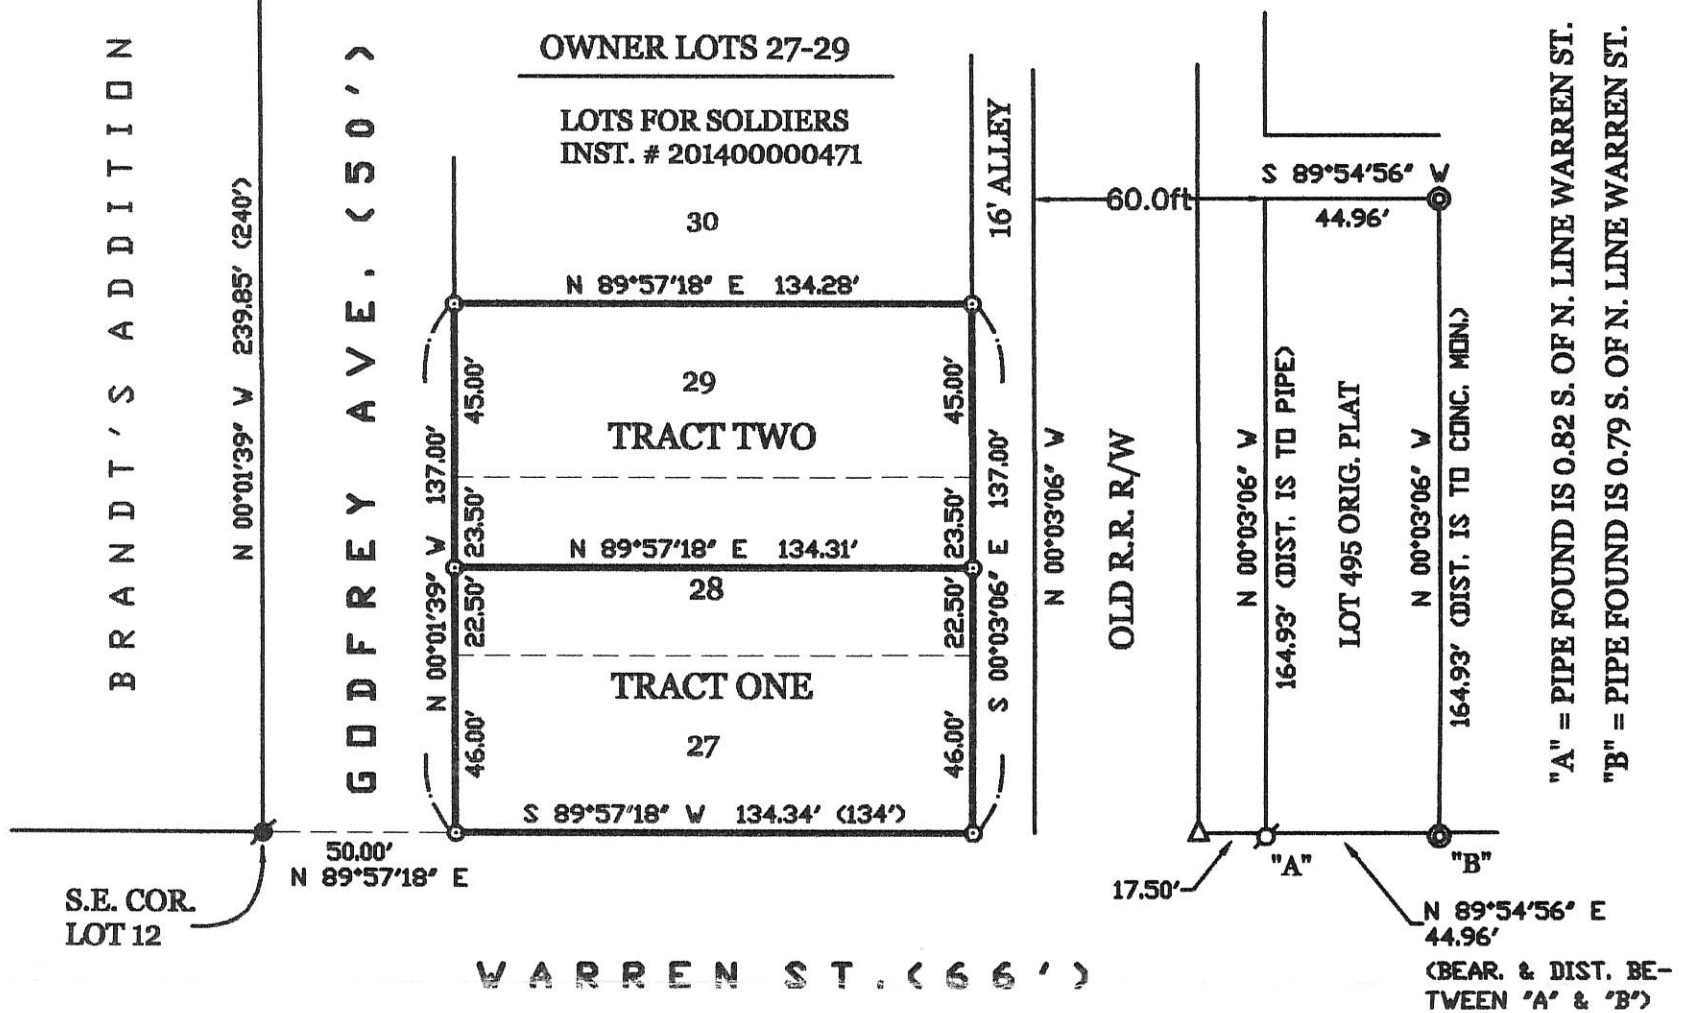 BRANDT'S ADDITION
N 00°01'39" W 239.85' (240')
GODFREY AVE. (50')
OWNER LOTS 27-29
LOTS FOR SOLDIERS
INST. # 201400000471
30
N 89°57'18" E 134.28'
16' ALLEY
45.00'
29
45.00'
TRACT TWO
N 00°01'39" W 137.00'
S 00°03'06" E 137.00'
23.50'
23.50'
N 89°57'18" E 134.31'
22.50'
28
22.50'
TRACT ONE
46.00'
27
46.00'
S 89°57'18" W 134.34' (134')
50.00'
N 89°57'18" E
S.E. COR.
LOT 12
WARREN ST. (66')
N 00°03'06" W
OLD R.R. R/W
60.0ft
S 89°54'56" W
44.96'
N 00°03'06" W
164.93' (DIST. IS TO PIPE)
LOT 495 ORIG. PLAT
N 00°03'06" W
164.93' (DIST. IS TO CONC. MON.)
17.50'
"A"
"B"
N 89°54'56" E
44.96'
(BEAR. & DIST. BE-
TWEEN "A" & "B")
"A" = PIPE FOUND IS 0.82 S. OF N. LINE WARREN ST.
"B" = PIPE FOUND IS 0.79 S. OF N. LINE WARREN ST.